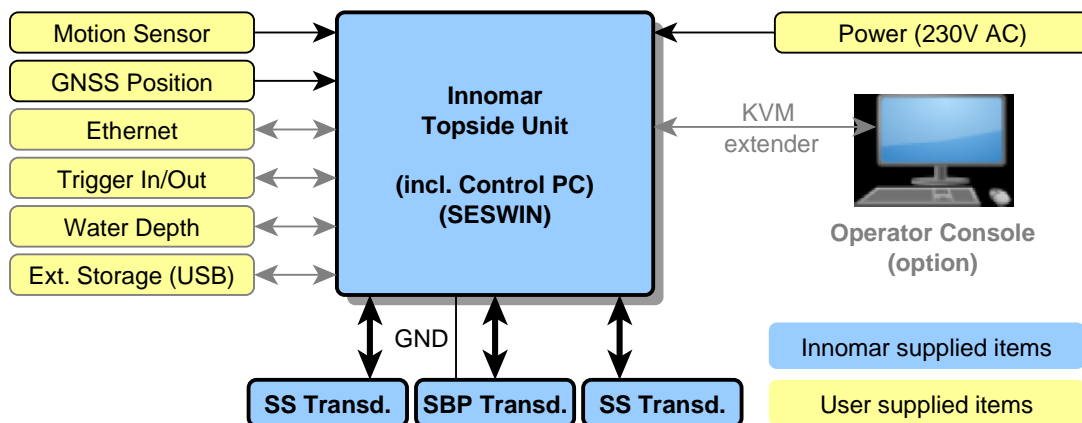 Motion Sensor
GNSS Position
Ethernet
Trigger In/Out
Water Depth
Ext. Storage (USB)
Innomar
Topside Unit
(incl. Control PC)
(SESWIN)
Power (230V AC)
KVM
extender
Operator Console
(option)
GND
SS Transd.
SBP Transd.
SS Transd.
Innomar supplied items
User supplied items